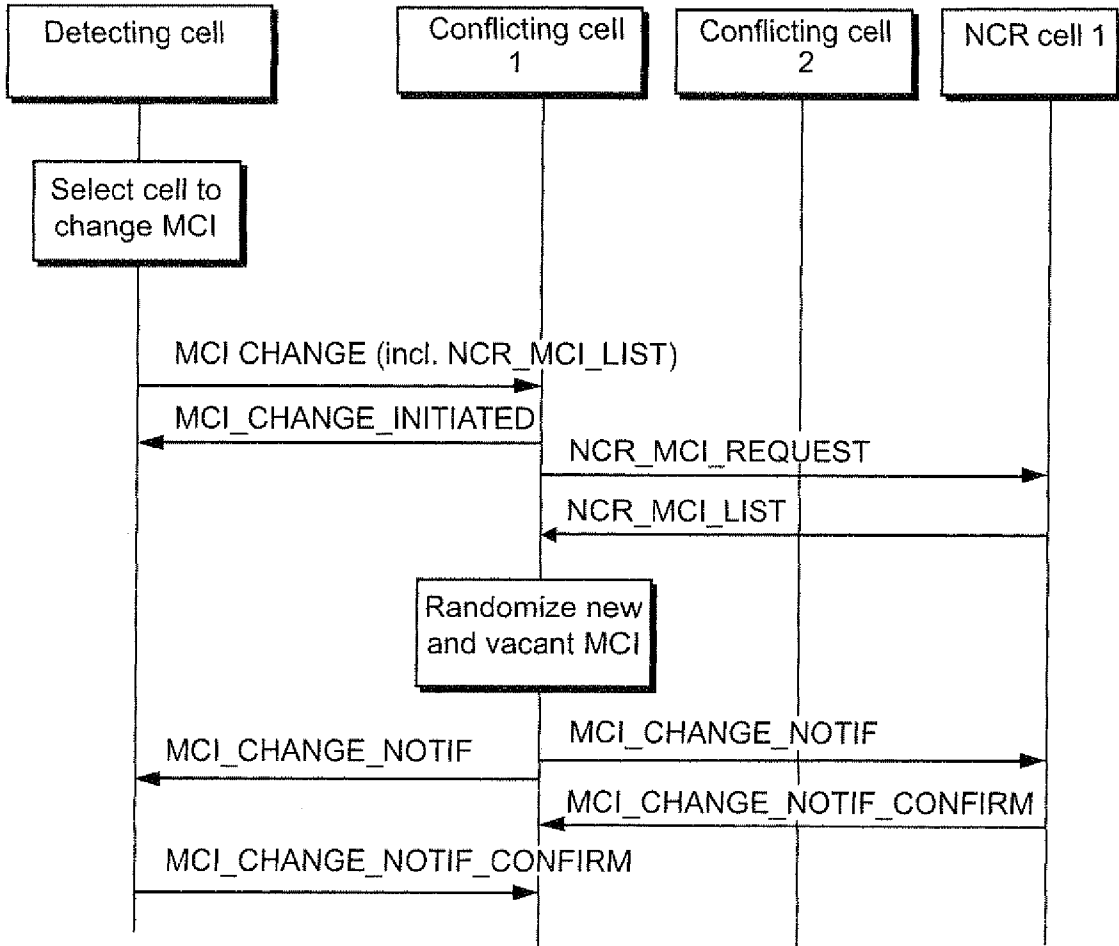 Detecting cell
Conflicting cell
1
Conflicting cell
2
NCR cell 1
Select cell to
change MCI
MCI CHANGE (incl. NCR_MCI_LIST)
MCI_CHANGE_INITIATED
NCR_MCI_REQUEST
NCR_MCI_LIST
Randomize new
and vacant MCI
MCI_CHANGE_NOTIF
MCI_CHANGE_NOTIF
MCI_CHANGE_NOTIF_CONFIRM
MCI_CHANGE_NOTIF_CONFIRM